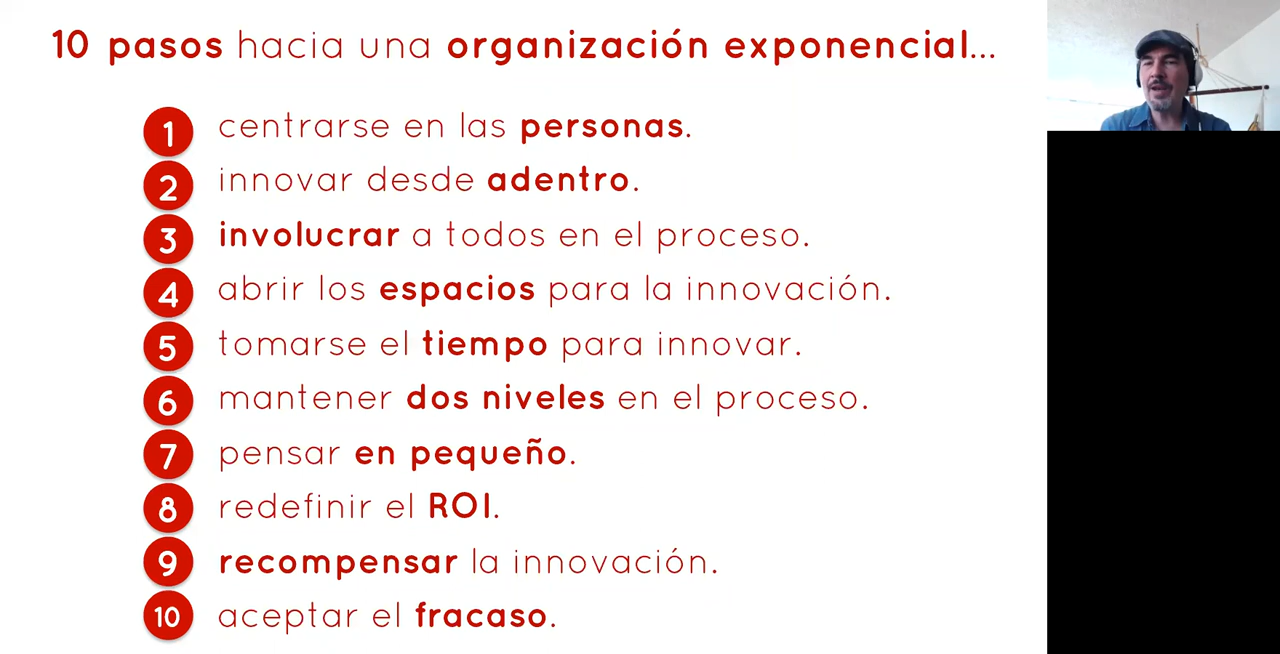 10 pasos hacia una organización exponencial...
1 centrarse en las personas.
2 innovar desde adentro.
3 involucrar a todos en el proceso.
4 abrir los espacios para la innovación.
5 tomarse el tiempo para innovar.
6 mantener dos niveles en el proceso.
7 pensar en pequeño.
8 redefinir el ROI.
9 recompensar la innovación.
10 aceptar el fracaso.